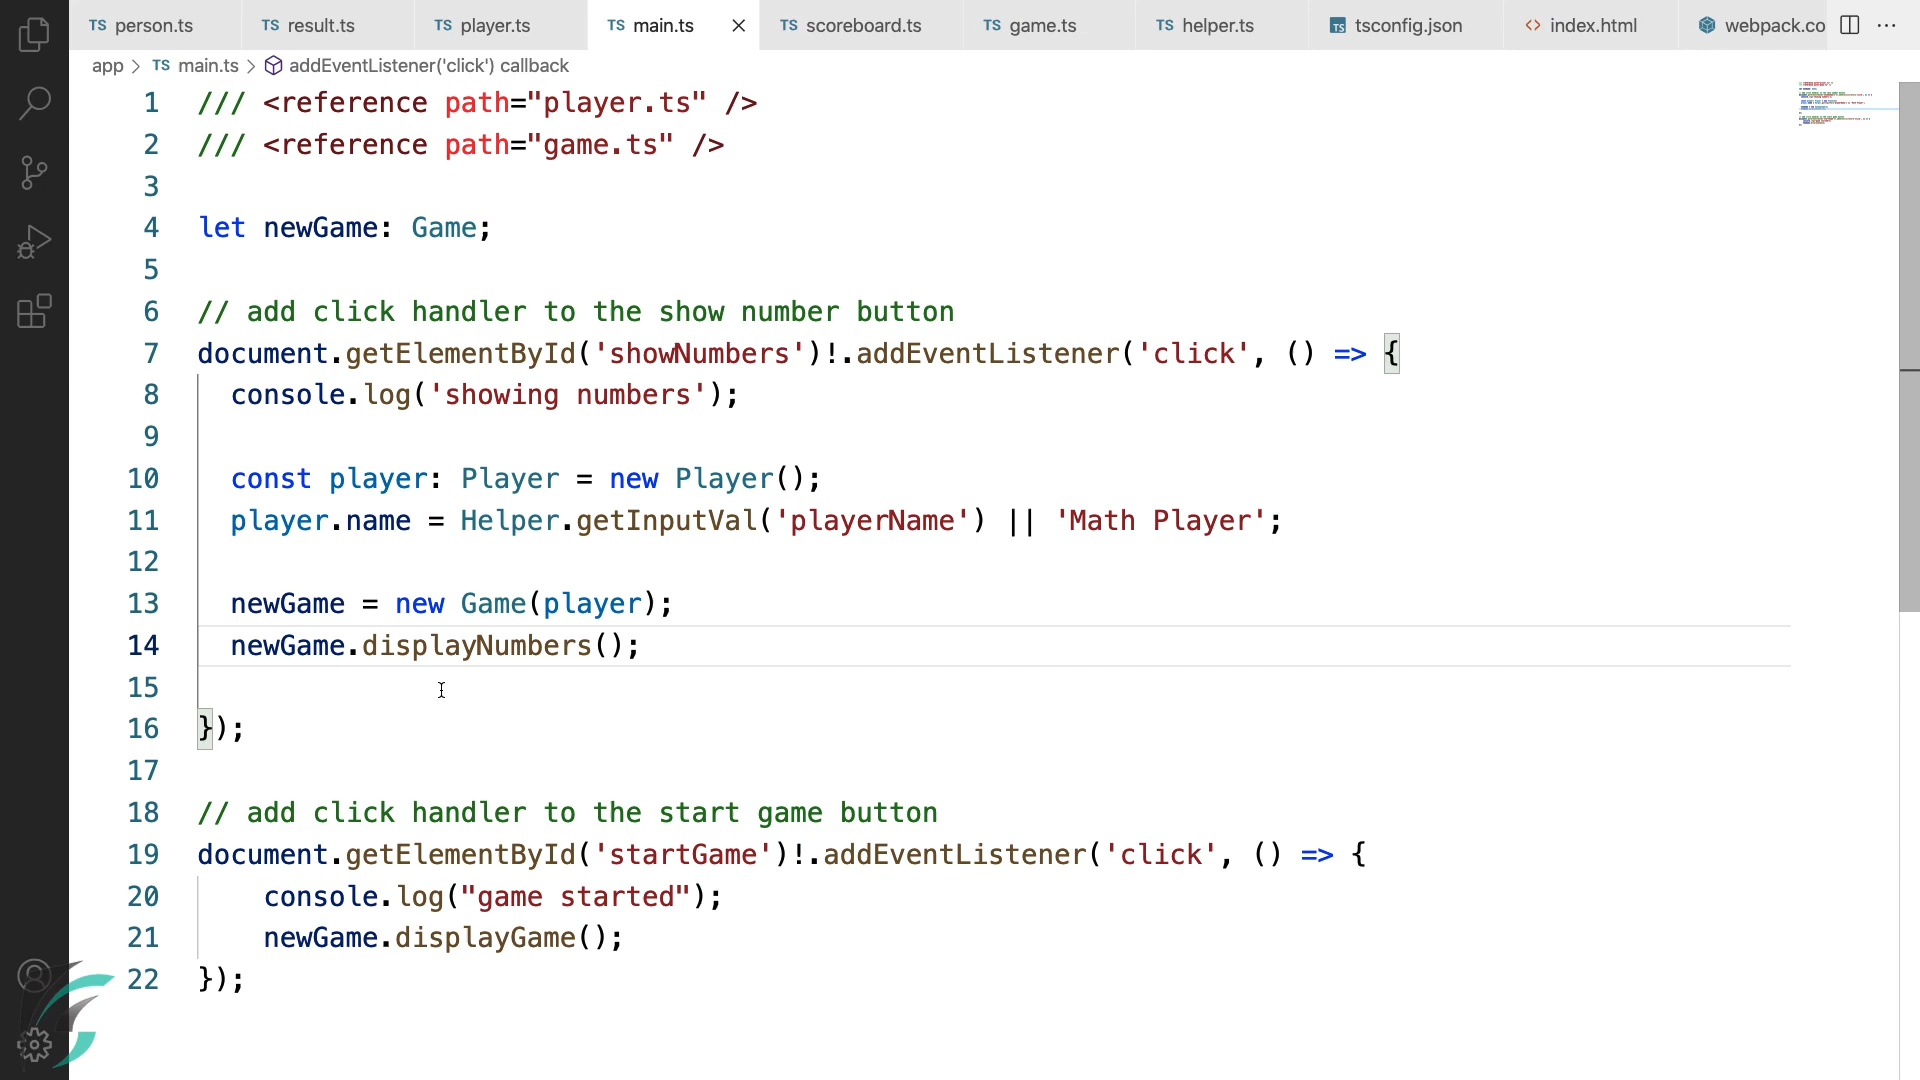 TS person.ts TS result.ts TS player.ts TS main.ts TS scoreboard.ts TS game.ts TS helper.ts TS tsconfig.json <> index.html webpack.co
app > TS main.ts > addEventListener('click') callback
1 /// <reference path="player.ts" />
2 /// <reference path="game.ts" />
3
4 let newGame: Game;
5
6 // add click handler to the show number button
7 document.getElementById('showNumbers')!.addEventListener('click', () => {
8 console.log('showing numbers');
9
10 const player: Player = new Player();
11 player.name = Helper.getInputVal('playerName') || 'Math Player';
12
13 newGame = new Game(player);
14 newGame.displayNumbers();
15
16 });
17
18 // add click handler to the start game button
19 document.getElementById('startGame')!.addEventListener('click', () => {
20 console.log("game started");
21 newGame.displayGame();
22 });